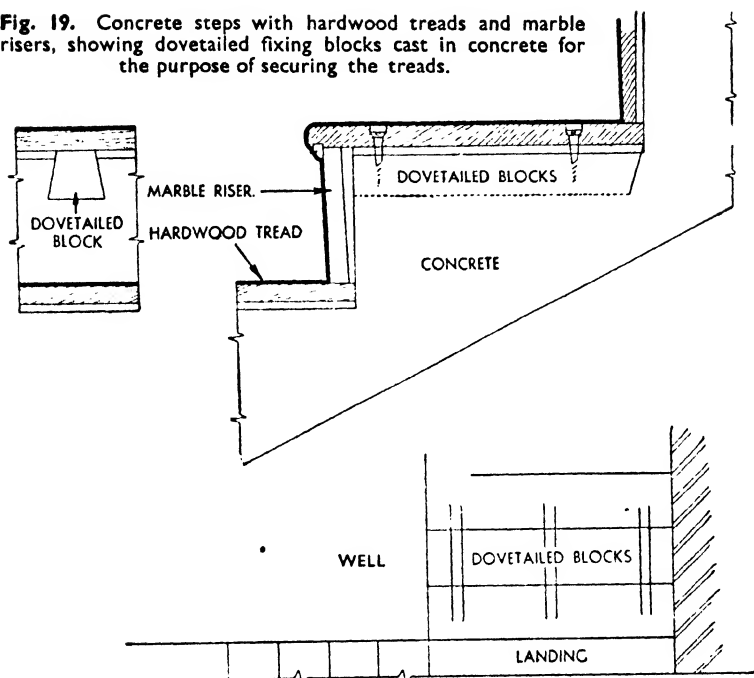 Fig. 19. Concrete steps with hardwood treads and marble
risers, showing dovetailed fixing blocks cast in concrete for
the purpose of securing the treads.
DOVETAILED BLOCKS
MARBLE RISER.
DOVETAILED
BLOCK
HARDWOOD TREAD
CONCRETE
WELL
DOVETAILED BLOCKS
LANDING